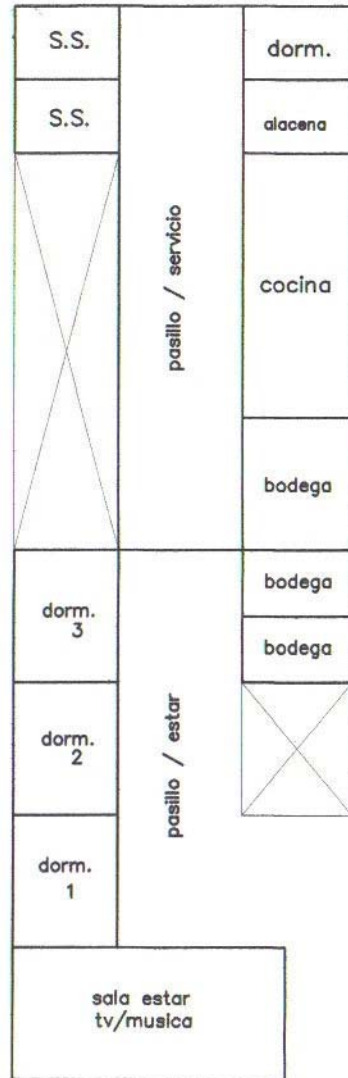 S.S.
dorm.
S.S.
alacena
pasillo / servicio
cocina
bodega
bodega
dorm.
3
bodega
dorm.
2
pasillo / estar
dorm.
1
sala estar
tv/musica